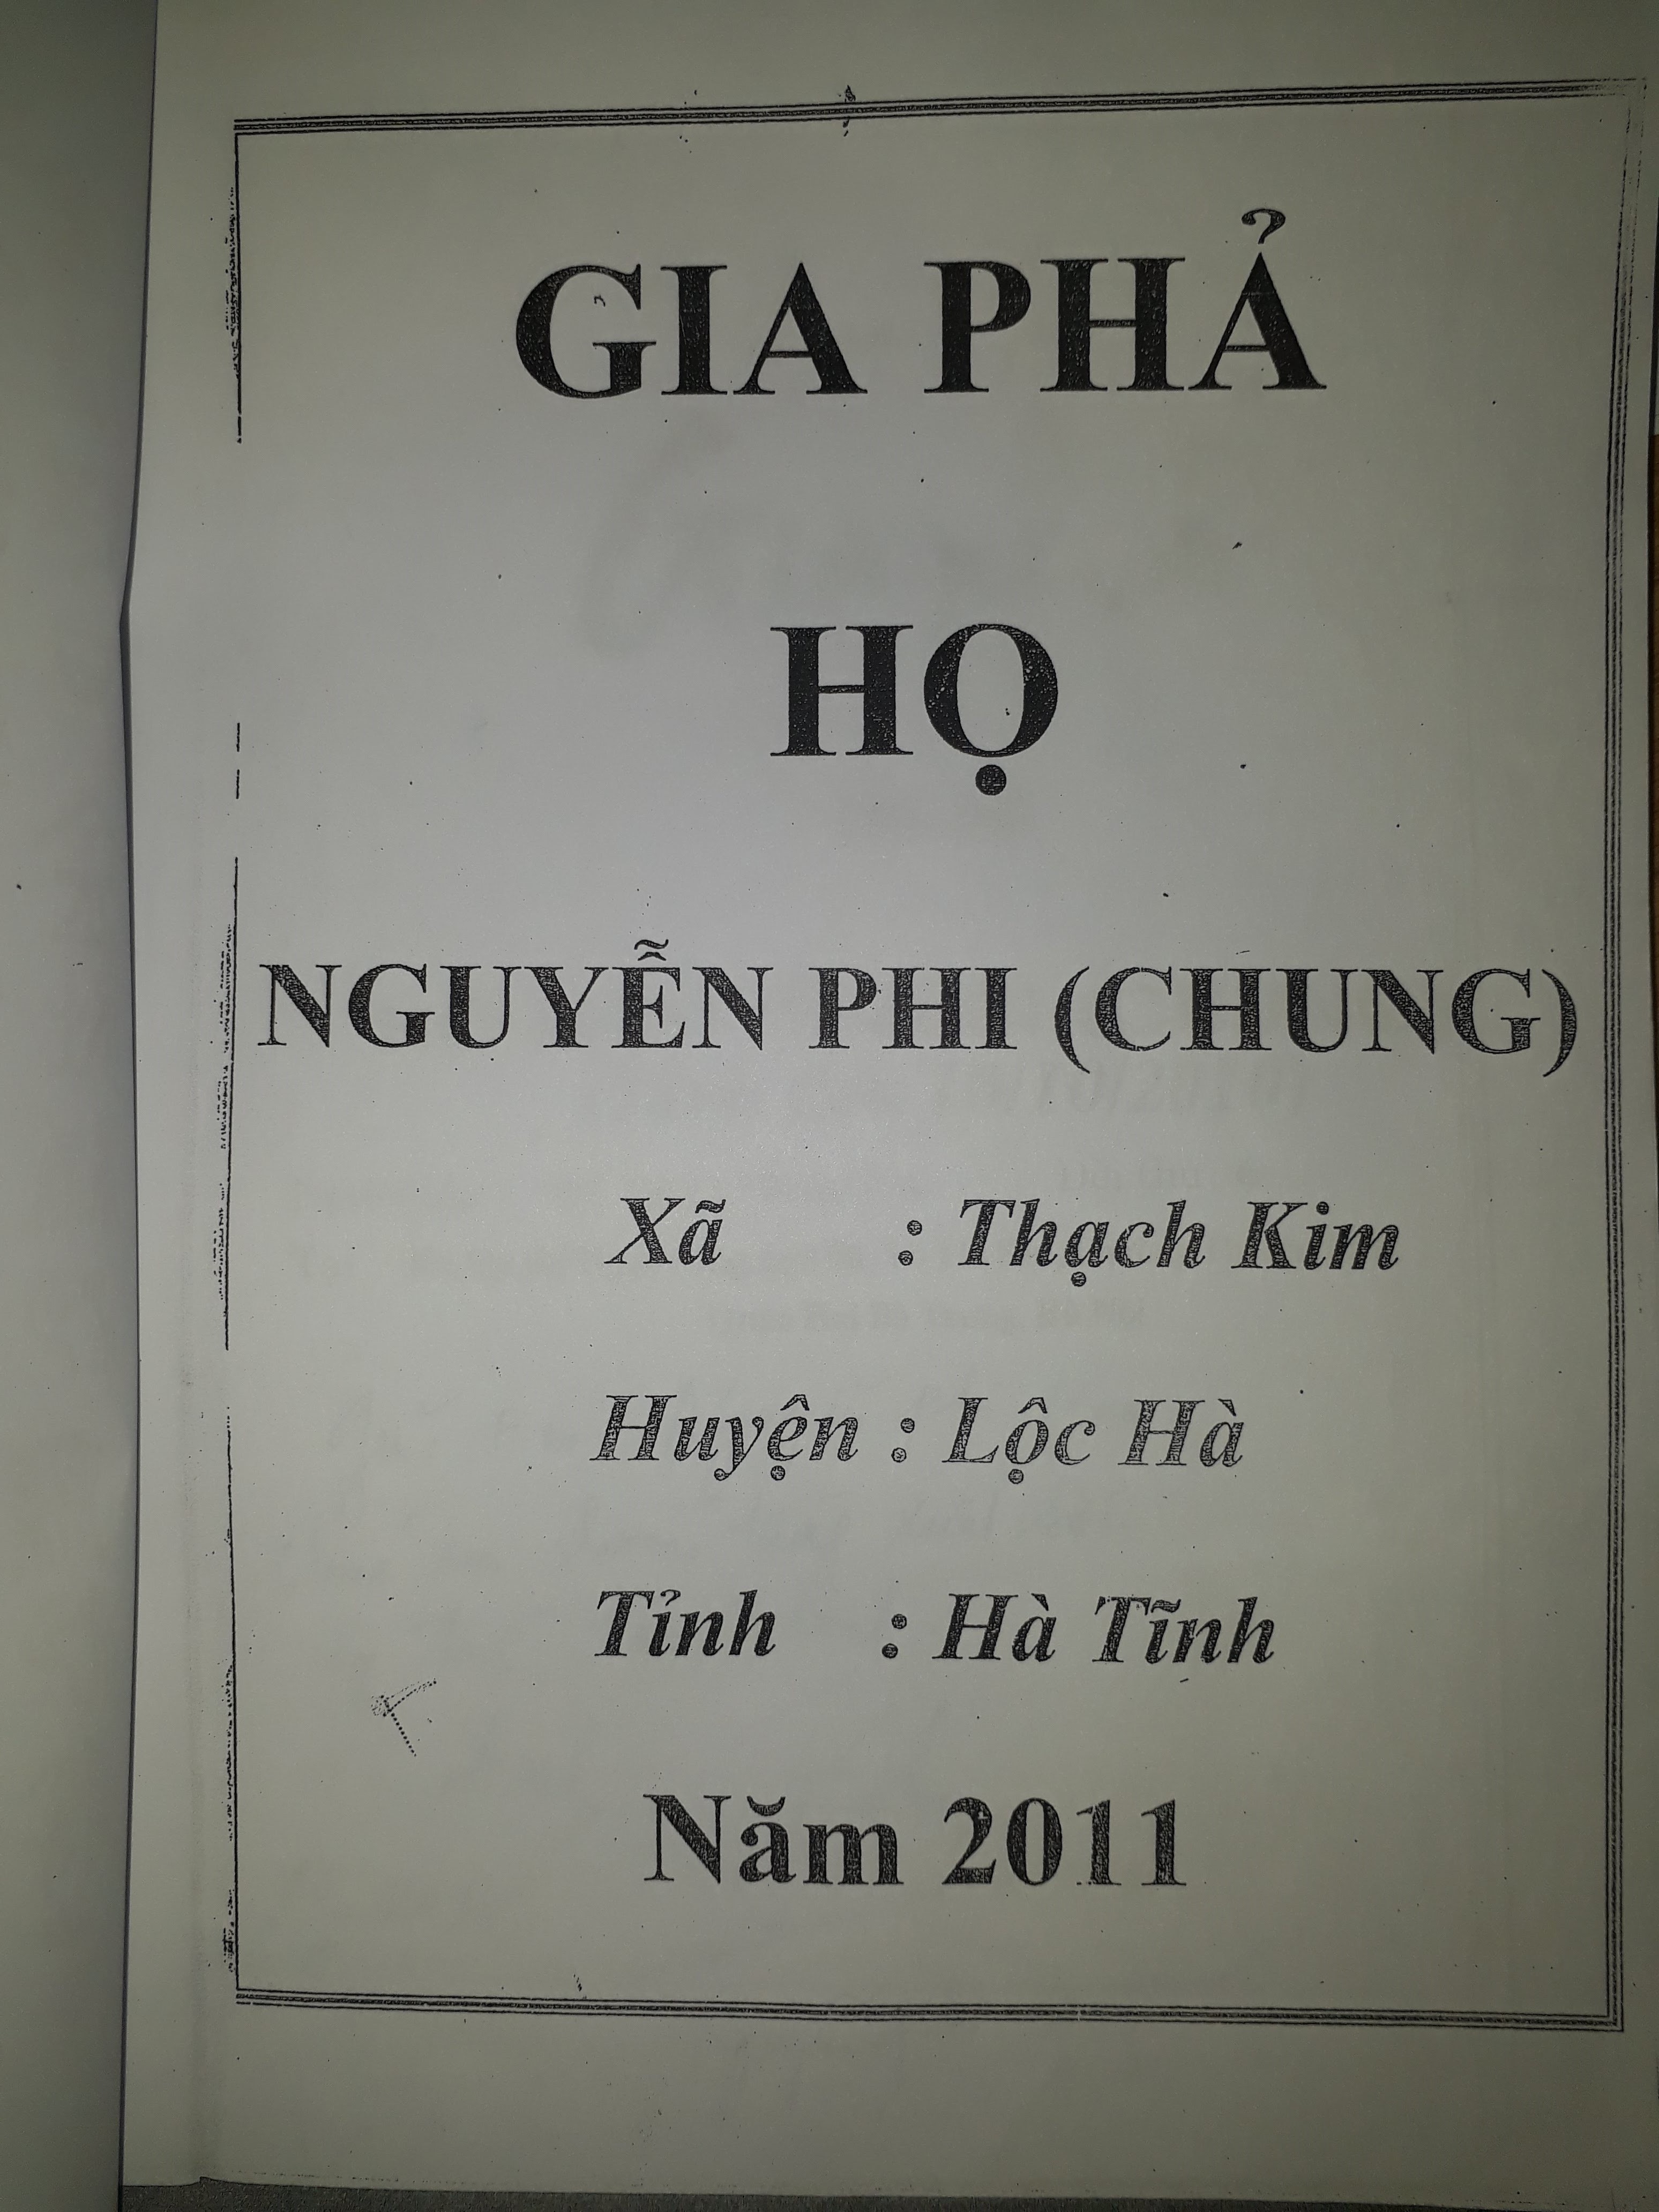 GIA PHẢ
HỌ
NGUYỄN PHI (CHUNG)
Xã : Thạch Kim
Huyện : Lộc Hà
Tỉnh : Hà Tĩnh
Năm 2011